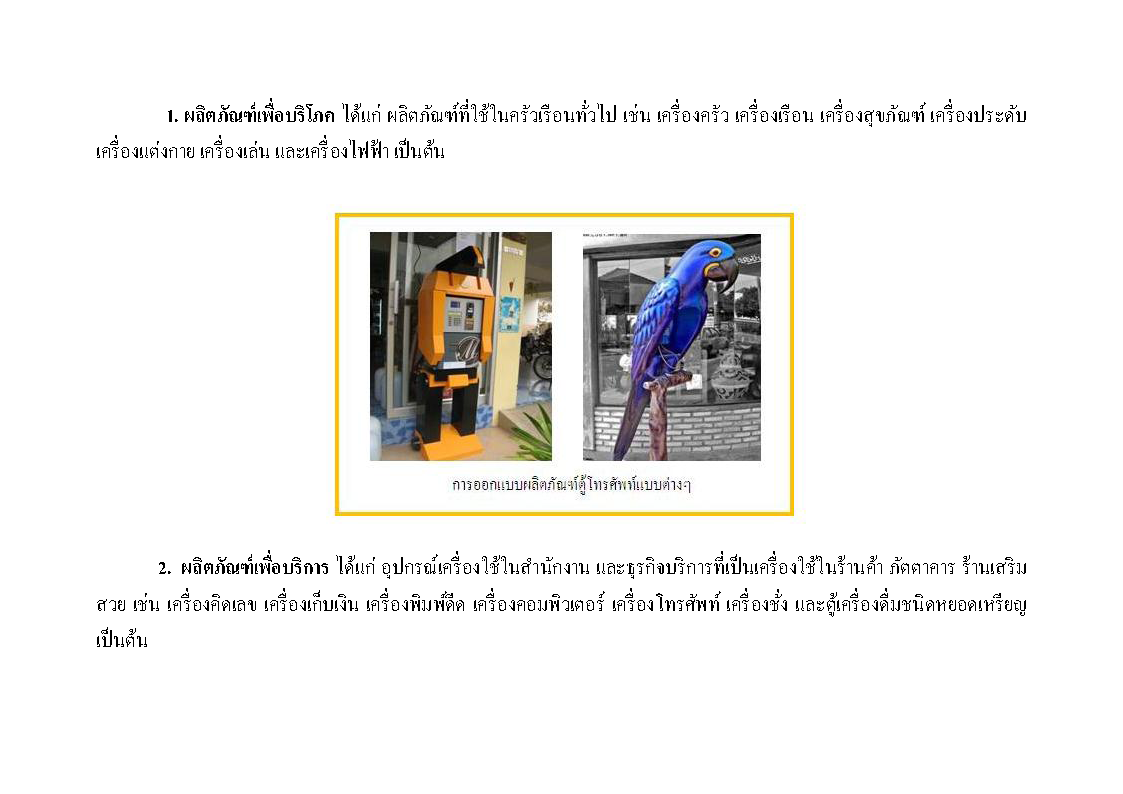 1. ผลิตภัณฑ์เพื่อบริโภค ได้แก่ ผลิตภัณฑ์ที่ใช้ในครัวเรือนทั่วไป เช่น เครื่องครัว เครื่องเรือน เครื่องสุขภัณฑ์ เครื่องประดับ
เครื่องแต่งกาย เครื่องเล่น และเครื่องไฟฟ้า เป็นต้น
การออกแบบผลิตภัณฑ์ตู้โทรศัพท์แบบต่างๆ
2. ผลิตภัณฑ์เพื่อบริการ ได้แก่ อุปกรณ์เครื่องใช้ในสำนักงาน และธุรกิจบริการที่เป็นเครื่องใช้ในร้านค้า ภัตตาคาร ร้านเสริม
สวย เช่น เครื่องคิดเลข เครื่องเก็บเงิน เครื่องพิมพ์ดีด เครื่องคอมพิวเตอร์ เครื่องโทรศัพท์ เครื่องชั่ง และตู้เครื่องดื่มชนิดหยอดเหรียญ
เป็นต้น